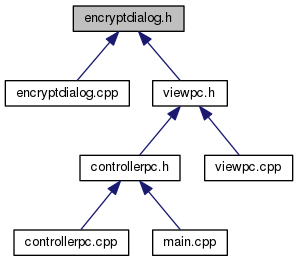 encryptdialog.h
encryptdialog.cpp
viewpc.h
controllerpc.h
viewpc.cpp
controllerpc.cpp
main.cpp